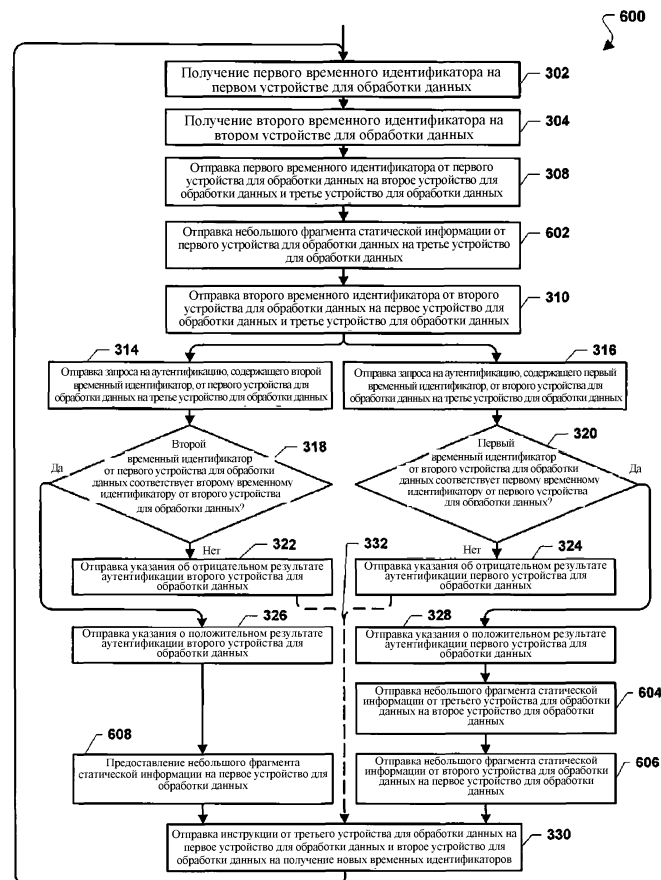 600
Получение первого временного идентификатора на
первом устройстве для обработки данных
302
Получение второго временного идентификатора на
втором устройстве для обработки данных
304
Отправка первого временного идентификатора от первого
устройства для обработки данных на второе устройство для
обработки данных и третье устройство для обработки данных
308
Отправка небольшого фрагмента статической информации от
первого устройства для обработки данных на третье устройство
для обработки данных
602
Отправка второго временного идентификатора от второго
устройства для обработки данных на первое устройство для
обработки данных и третье устройство для обработки данных
310
314
Отправка запроса на аутентификацию, содержащего второй
временный идентификатор, от первого устройства для
обработки данных на третье устройство для обработки данных
316
Отправка запроса на аутентификацию, содержащего первый
временный идентификатор, от второго устройства для
обработки данных на третье устройство для обработки данных
Да
Второй
временный идентификатор
от первого устройства для обработки
данных соответствует второму временному
идентификатору от второго устройства
для обработки данных?
318
Первый
временный идентификатор
от второго устройства для обработки
данных соответствует первому временному
идентификатору от первого устройства
для обработки данных?
320
Да
Нет
322
332
Нет
324
Отправка указания об отрицательном результате
аутентификации второго устройства для
обработки данных
Отправка указания об отрицательном результате
аутентификации первого устройства для
обработки данных
326
328
Отправка указания о положительном результате
аутентификации второго устройства для
обработки данных
Отправка указания о положительном результате
аутентификации первого устройства для
обработки данных
Отправка небольшого фрагмента статической
информации от третьего устройства для обработки
данных на второе устройство для обработки
данных
604
608
Предоставление небольшого фрагмента
статической информации на первое устройство для
обработки данных
Отправка небольшого фрагмента статической
информации от второго устройства для обработки
данных на первое устройство для обработки
данных
606
Отправка инструкции от третьего устройства для обработки данных на
первое устройство для обработки данных и второе устройство для
обработки данных на получение новых временных идентификаторов
330